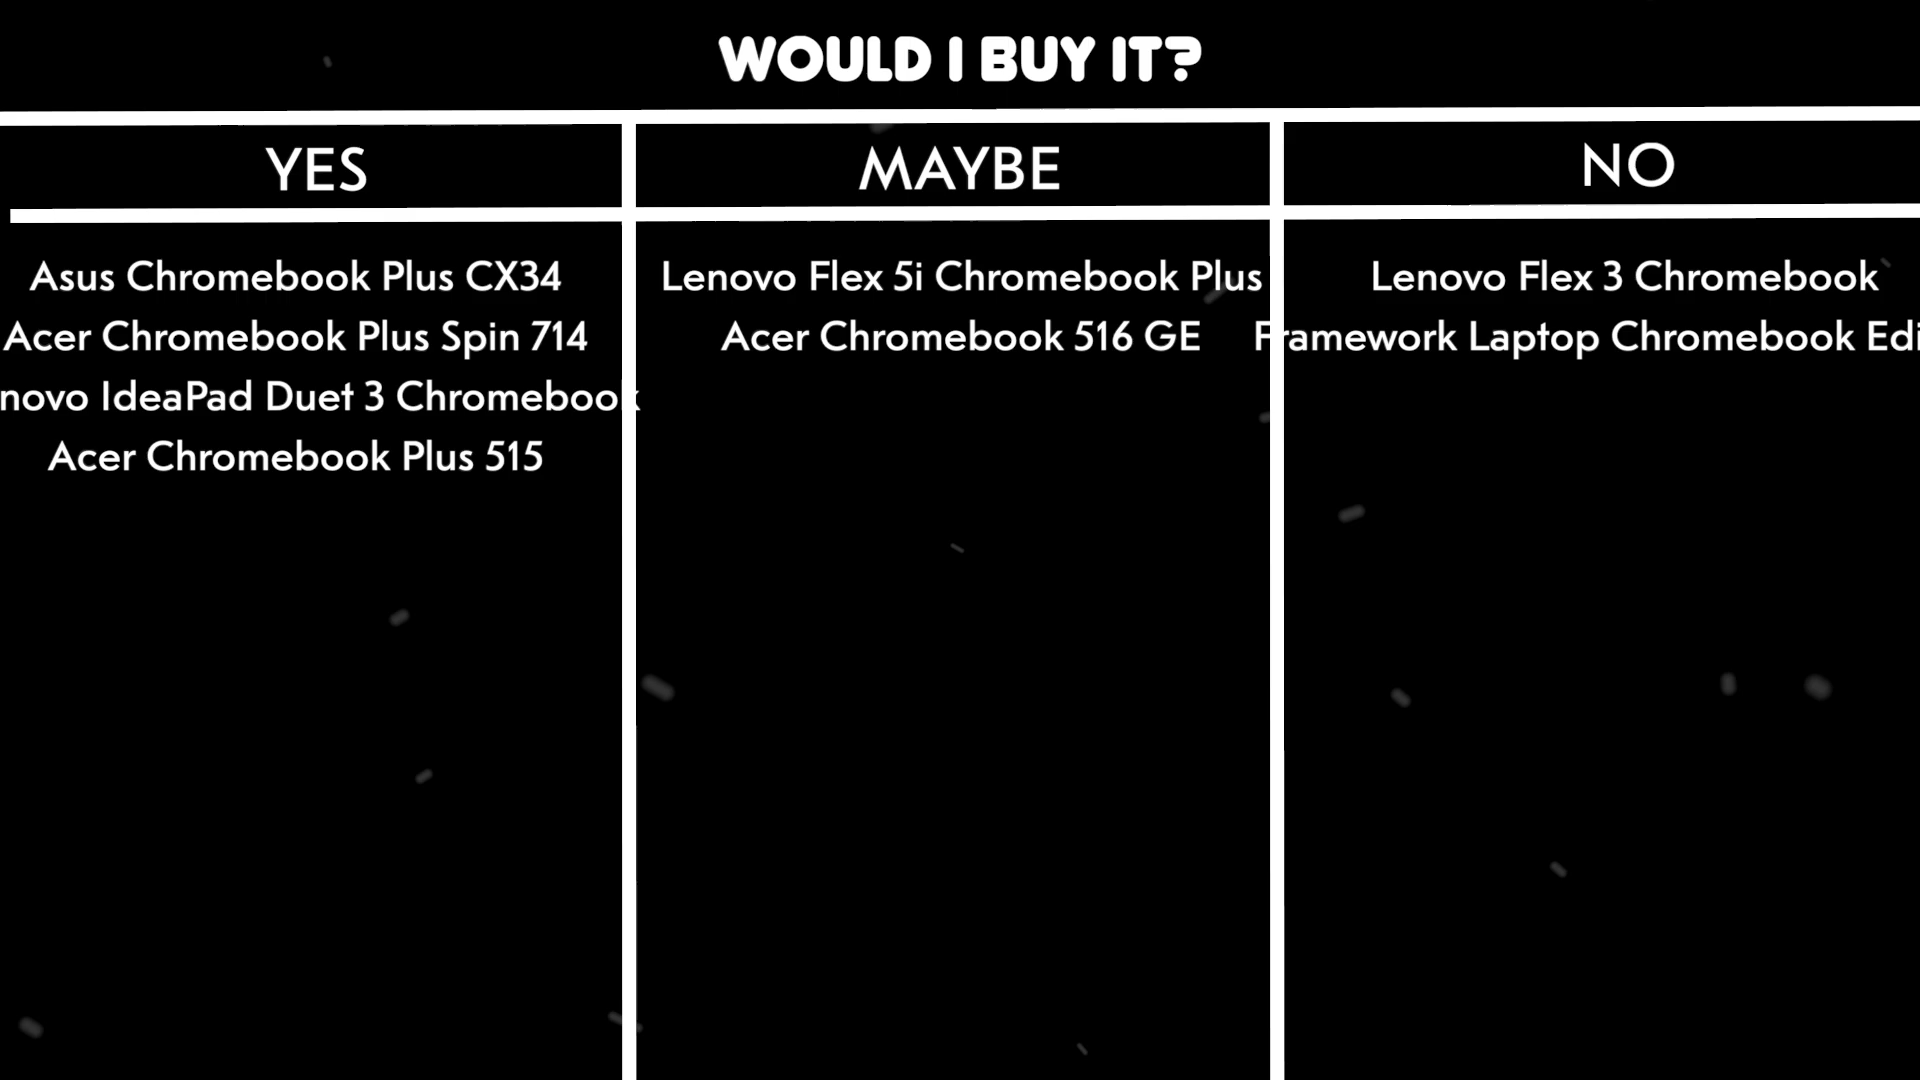 WOULD I BUY IT?
YES
MAYBE
NO
Asus Chromebook Plus CX34
Acer Chromebook Plus Spin 714
novo IdeaPad Duet 3 Chromebook
Acer Chromebook Plus 515
Lenovo Flex 5i Chromebook Plus
Acer Chromebook 516 GE
Lenovo Flex 3 Chromebook
Framework Laptop Chromebook Edi